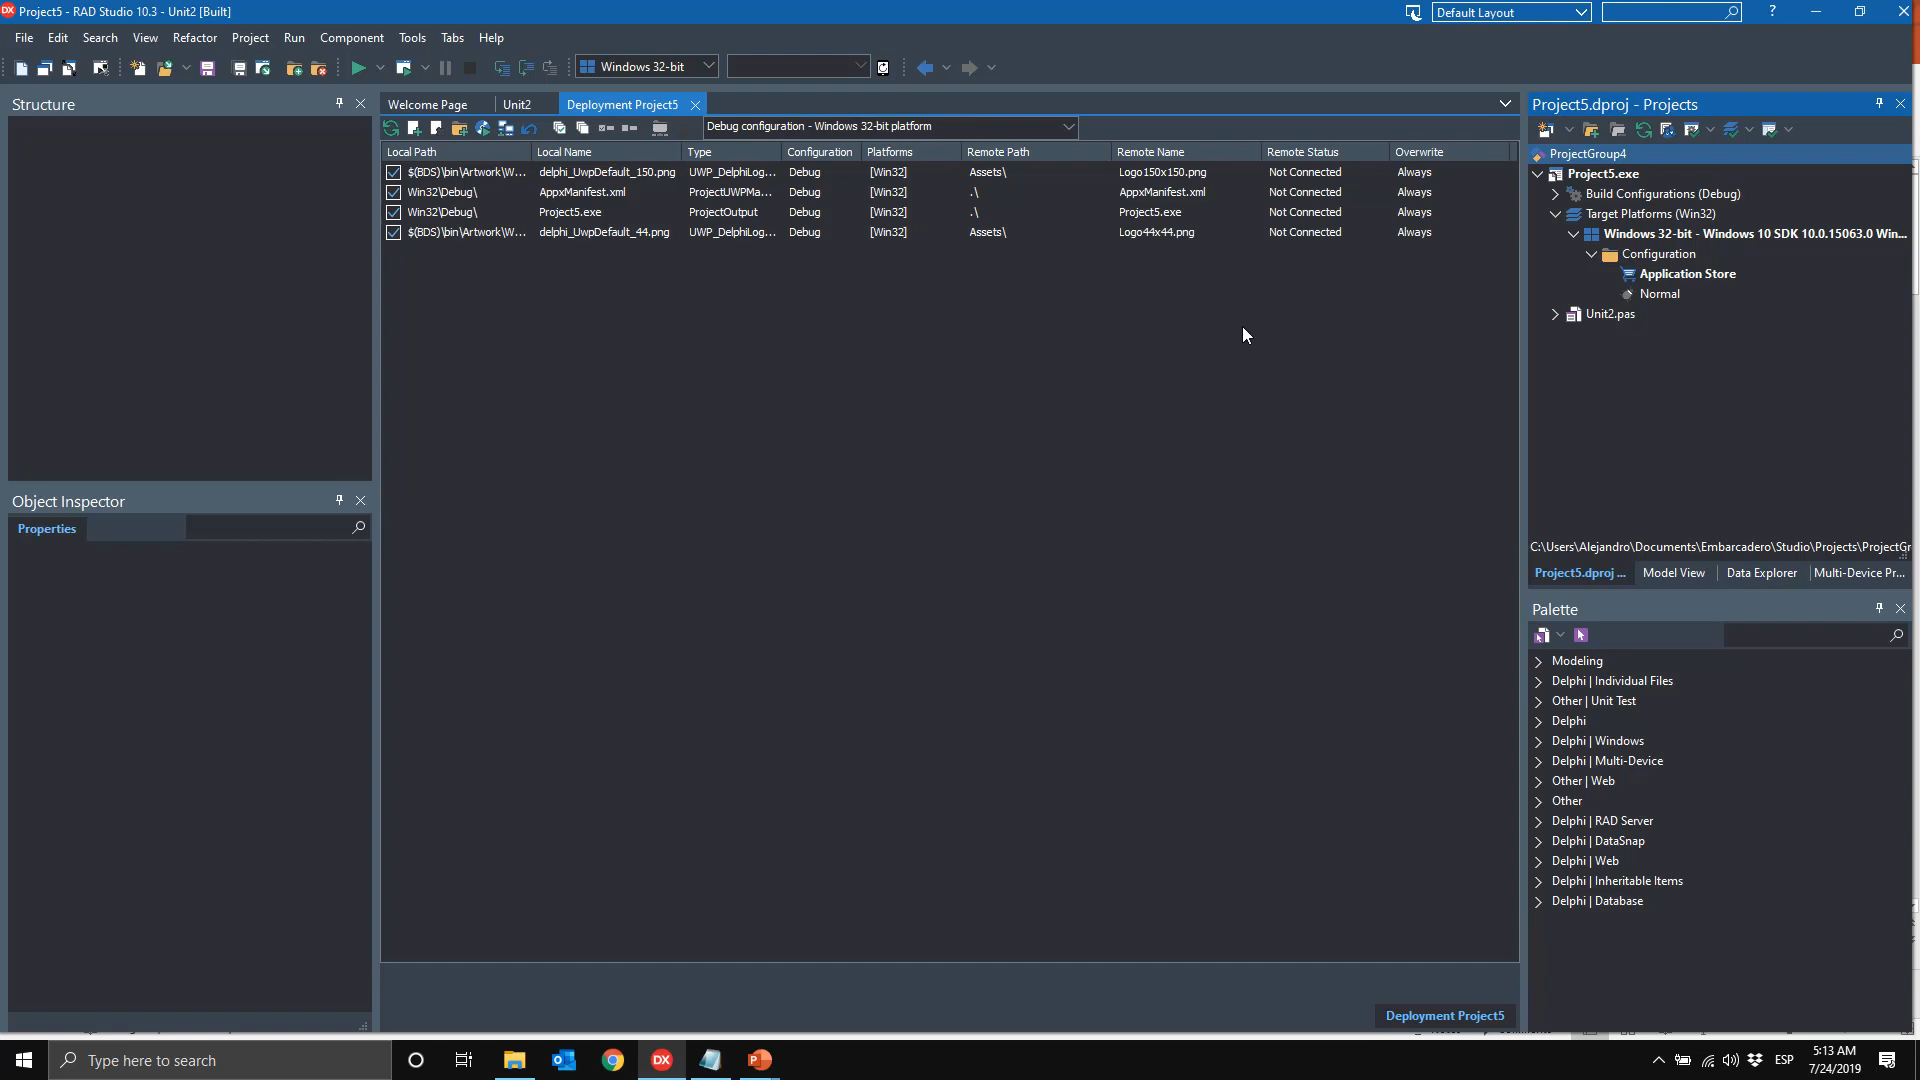 Project5 - RAD Studio 10.3 - Unit2 [Built]
Default Layout
File Edit Search View Refactor Project Run Component Tools Tabs Help
Windows 32-bit
Structure
Welcome Page Unit2 Deployment Project5
Project5.dproj - Projects
Debug configuration - Windows 32-bit platform
Local Path Local Name Type Configuration Platforms Remote Path Remote Name Remote Status Overwrite
$(BDS)\bin\Artwork\W... delphi_UwpDefault_150.png UWP_DelphiLog... Debug [Win32] Assets\ Logo150x150.png Not Connected Always
Win32\Debug\ AppxManifest.xml ProjectUWPMa... Debug [Win32] .\ AppxManifest.xml Not Connected Always
Win32\Debug\ Project5.exe ProjectOutput Debug [Win32] .\ Project5.exe Not Connected Always
$(BDS)\bin\Artwork\W... delphi_UwpDefault_44.png UWP_DelphiLog... Debug [Win32] Assets\ Logo44x44.png Not Connected Always
ProjectGroup4
Project5.exe
Build Configurations (Debug)
Target Platforms (Win32)
Windows 32-bit - Windows 10 SDK 10.0.15063.0 Win...
Configuration
Application Store
Normal
Unit2.pas
C:\Users\Alejandro\Documents\Embarcadero\Studio\Projects\ProjectGr
Project5.dproj ... Model View Data Explorer Multi-Device Pr...
Object Inspector
Properties
Palette
Modeling
Delphi | Individual Files
Other | Unit Test
Delphi
Delphi | Windows
Delphi | Multi-Device
Other | Web
Other
Delphi | RAD Server
Delphi | DataSnap
Delphi | Web
Delphi | Inheritable Items
Delphi | Database
Deployment Project5
Type here to search
DX
ESP
5:13 AM
7/24/2019